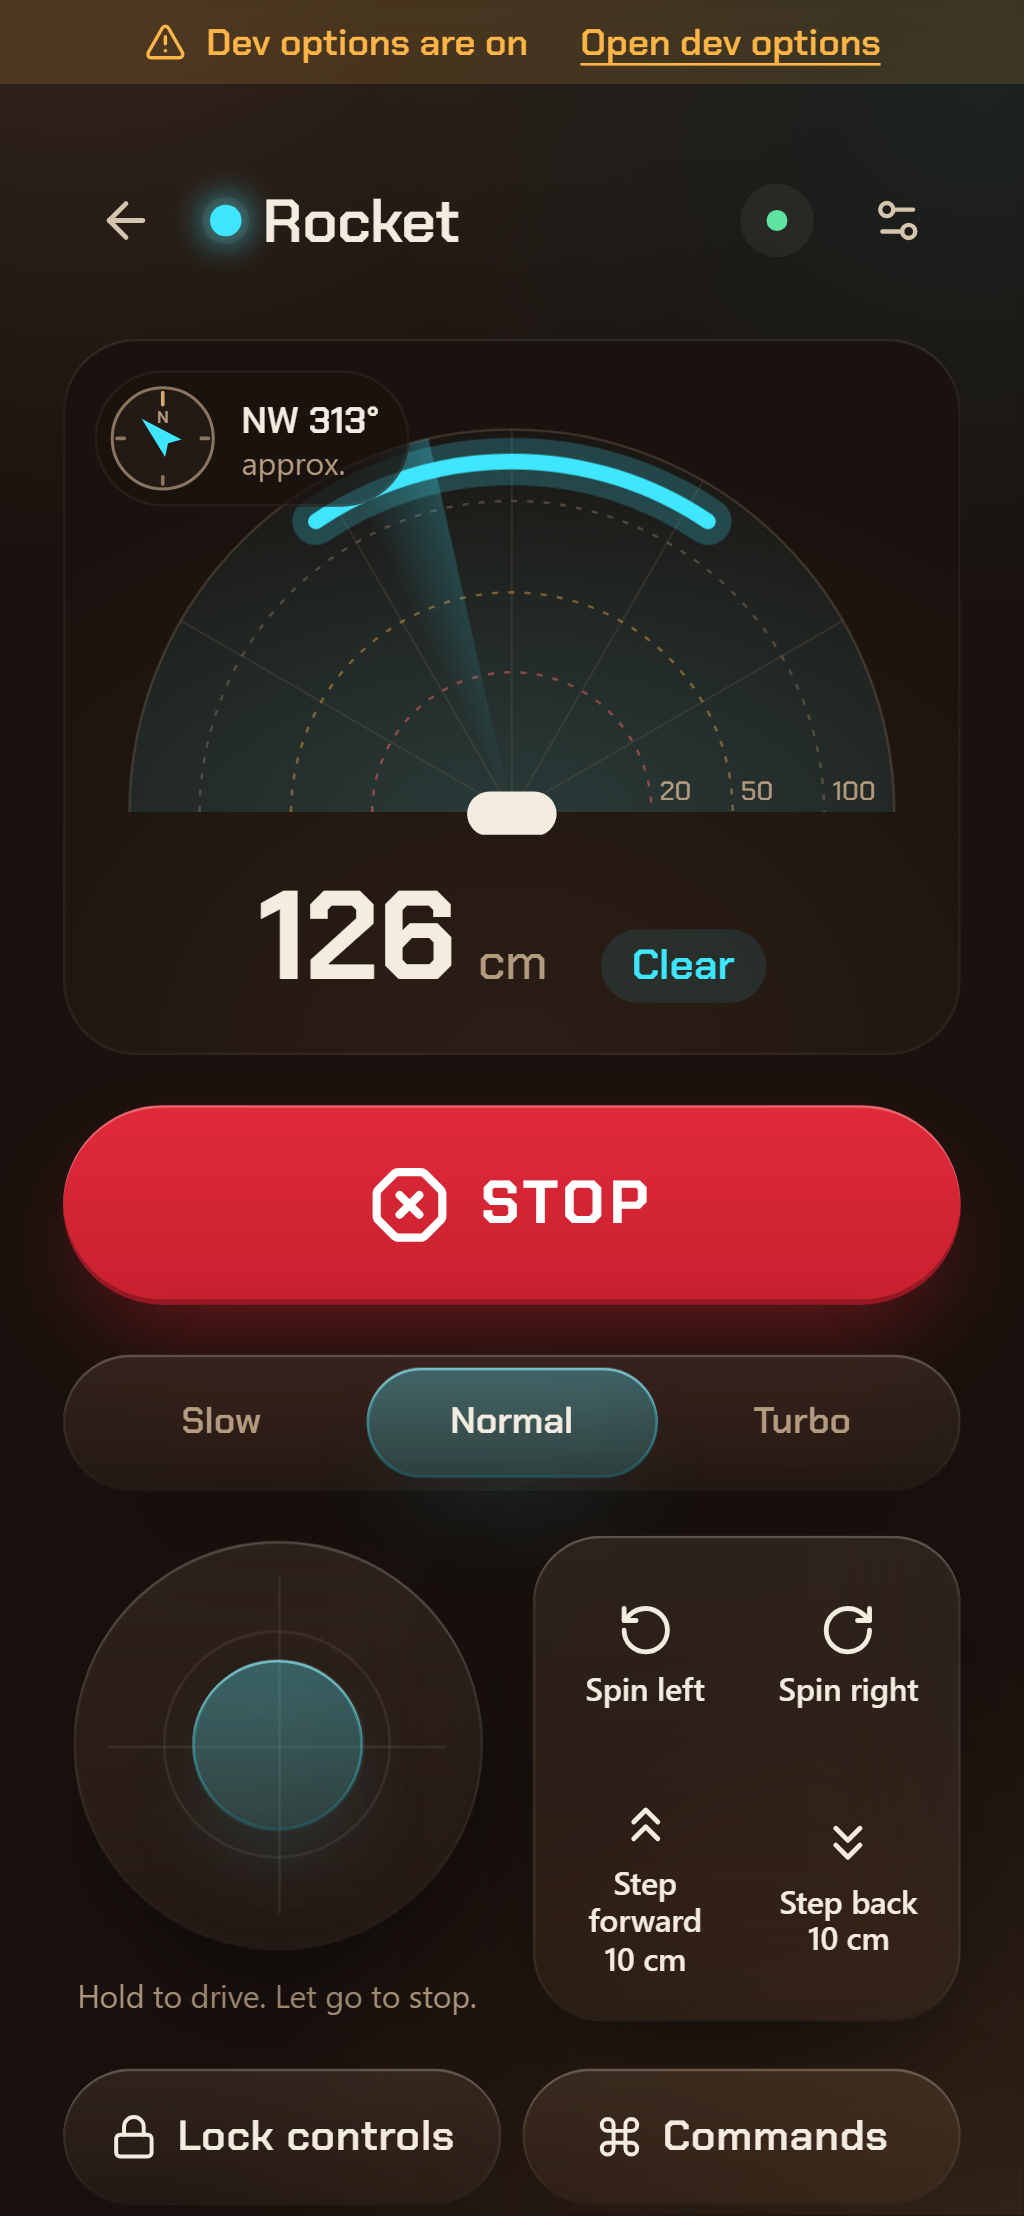 Dev options are on Open dev options
Rocket
N
NW 313°
approx.
20 50 100
126 cm Clear
STOP
Slow Normal Turbo
Spin left Spin right
Step
forward
10 cm
Step back
10 cm
Hold to drive. Let go to stop.
Lock controls Commands